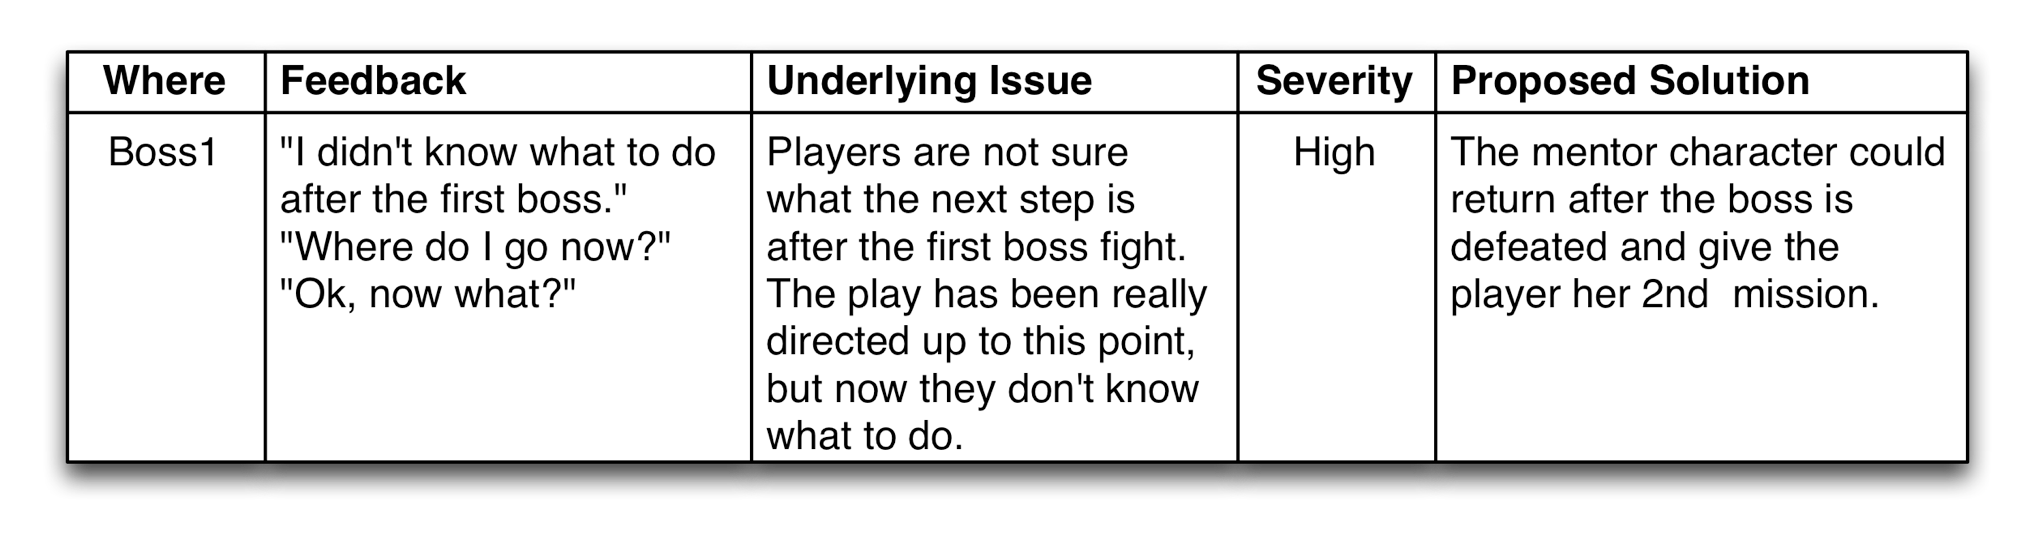 Where
Feedback
Underlying Issue
Severity
Proposed Solution
Boss1
"I didn't know what to do
after the first boss."
"Where do I go now?"
"Ok, now what?"
Players are not sure
what the next step is
after the first boss fight.
The play has been really
directed up to this point,
but now they don't know
what to do.
High
The mentor character could
return after the boss is
defeated and give the
player her 2nd  mission.